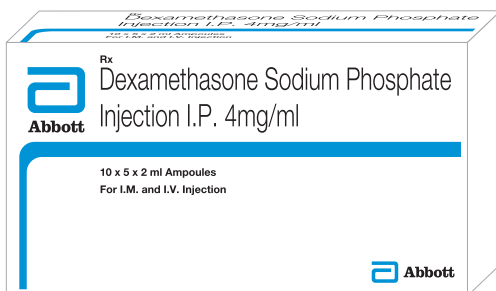 Rx
Dexamethasone Sodium Phosphate
Injection I.P. 4mg/ml
10 x 5 x 2 ml Ampoules
For I.M. and I.V. Injection
Rx
Dexamethasone Sodium Phosphate
Injection I.P. 4mg/ml
Abbott
10 x 5 x 2 ml Ampoules
For I.M. and I.V. Injection
Abbott